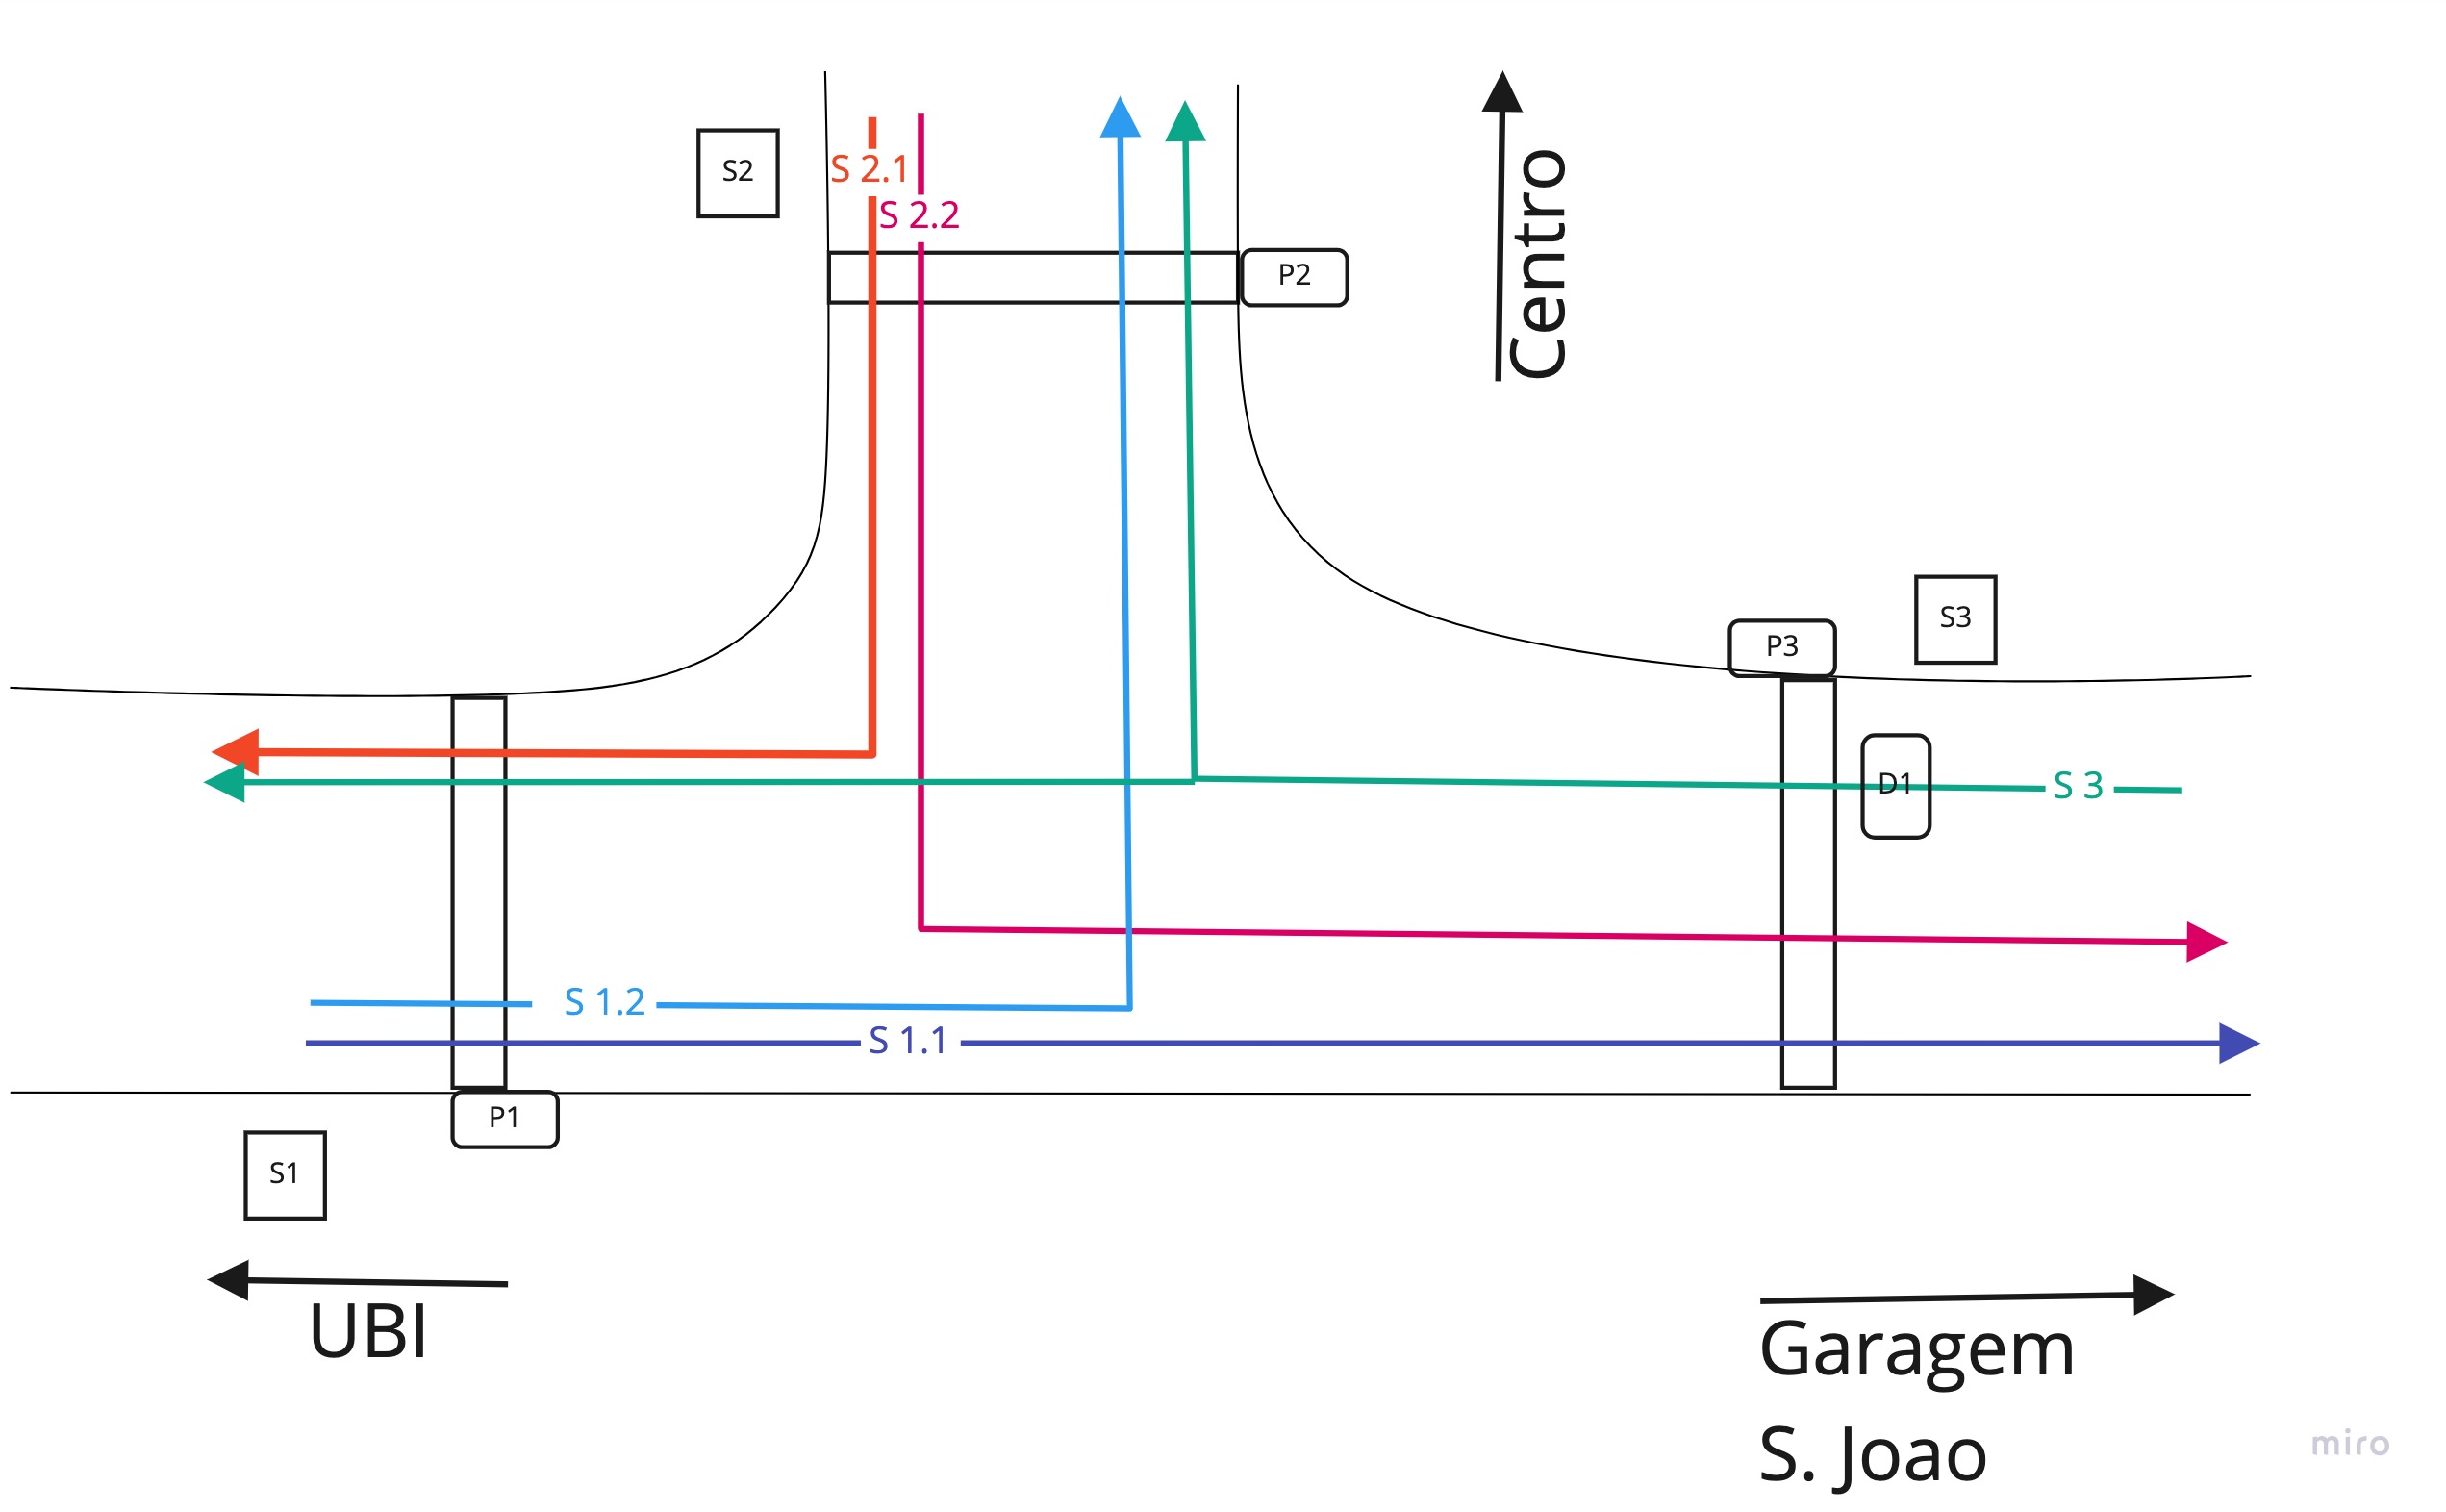 S2
S 2.1
S 2.2
P2
Centro
S3
P3
D1
S 3
S 1.2
S 1.1
P1
S1
UBI
Garagem
S. Joao
miro